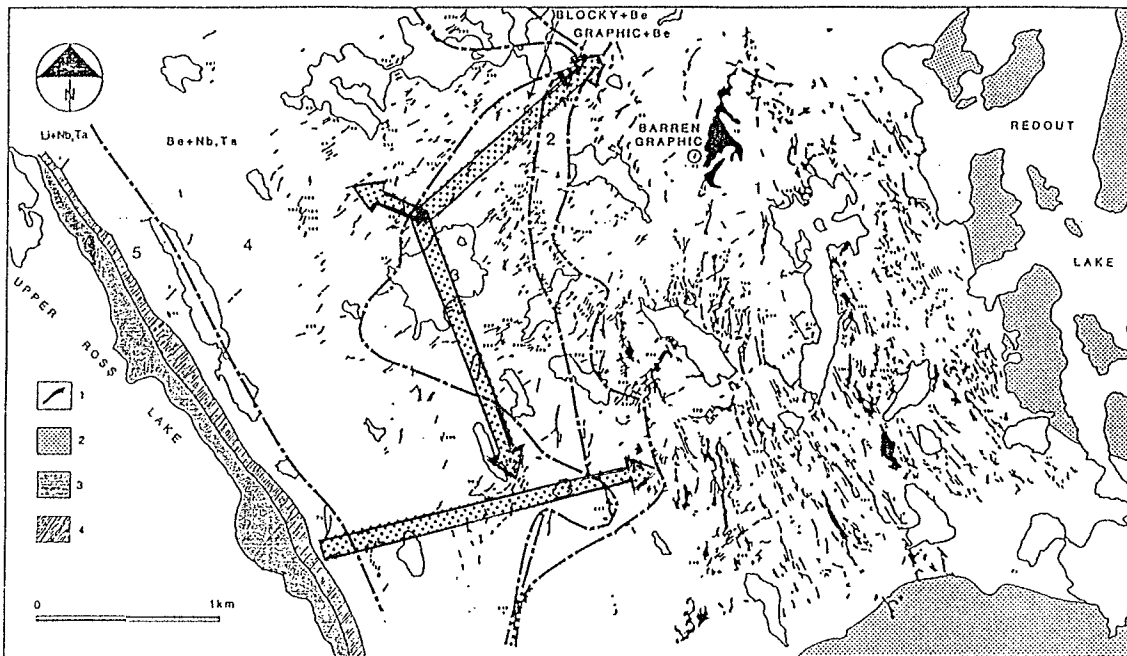 BLOCKY+Be
GRAPHIC+Be
N
Li+Nb,Ta
Be+Nb,Ta
2
BARREN
GRAPHIC
1
REDOUT
LAKE
4
5
3
UPPER
ROSS
LAKE
1
2
3
4
0
1km